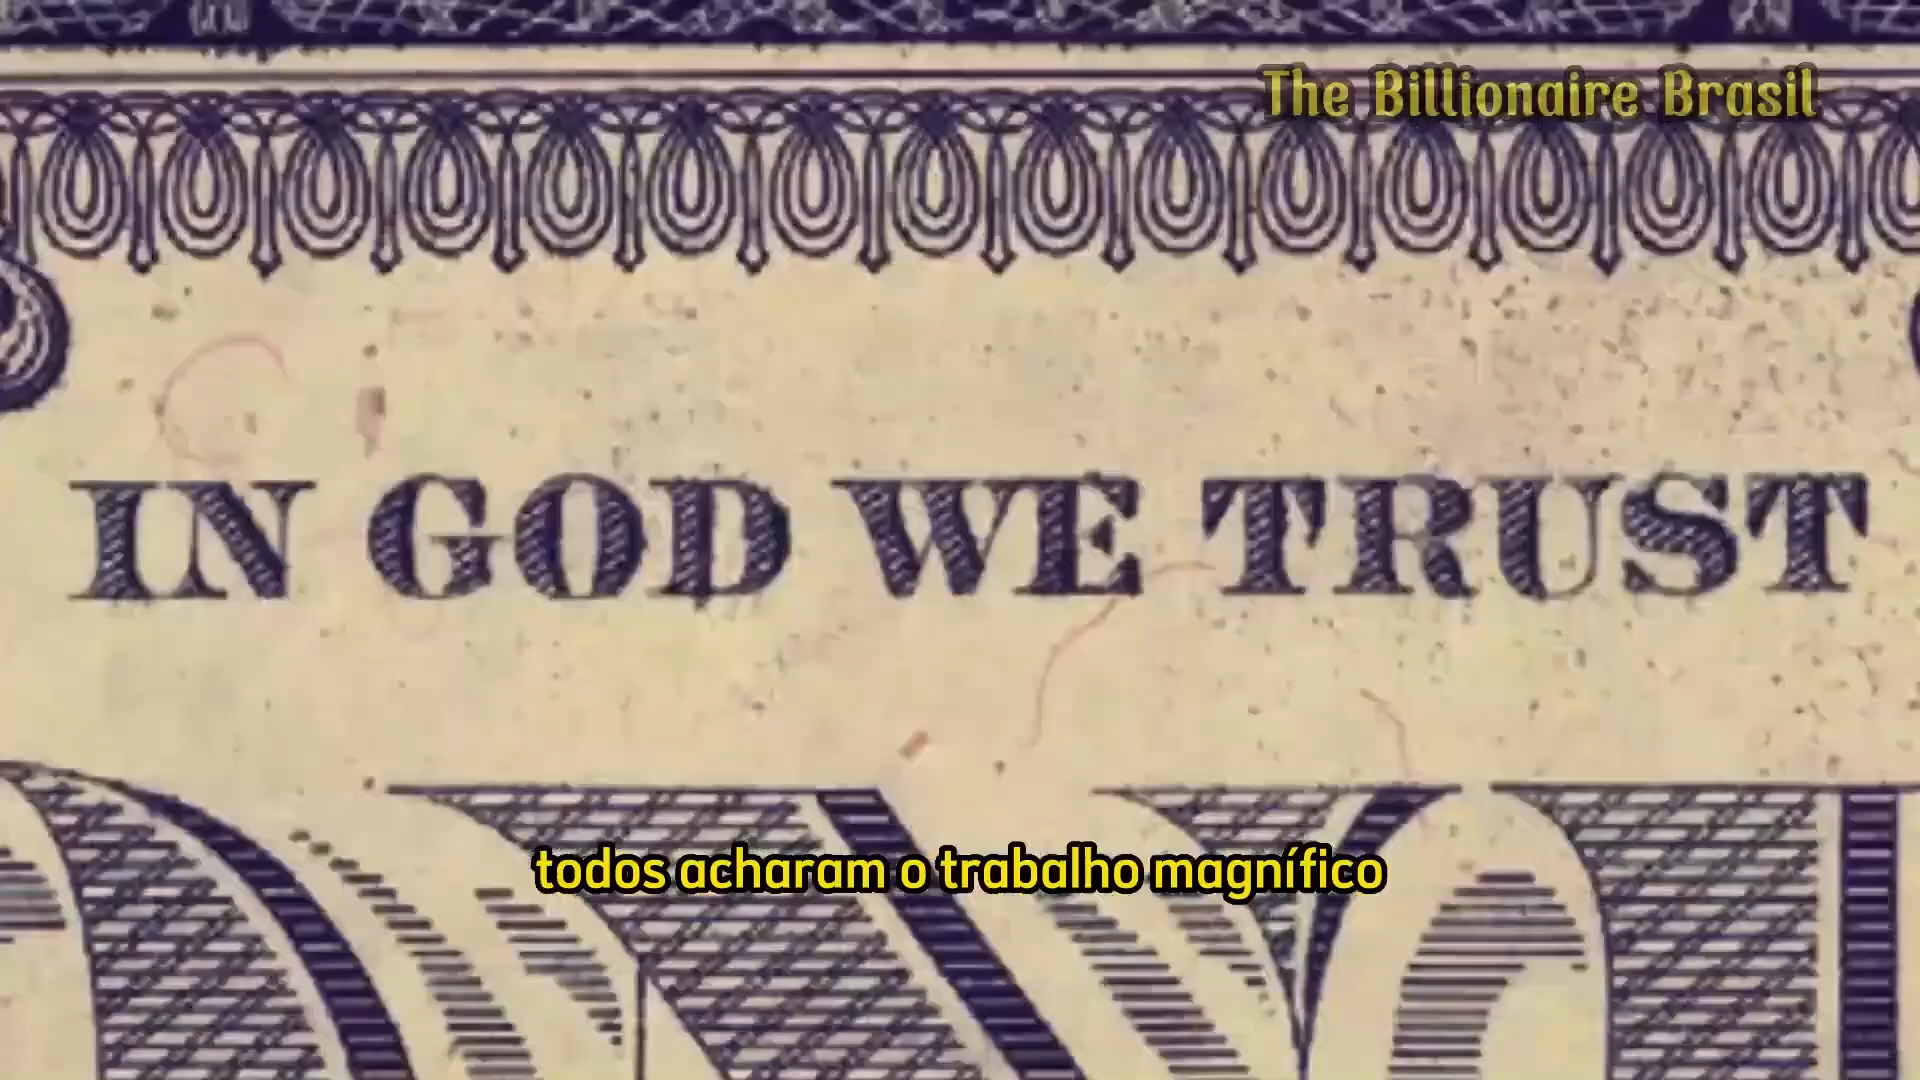 The Billionaire Brasil
IN GOD WE TRUST
todos acharam o trabalho magnífico